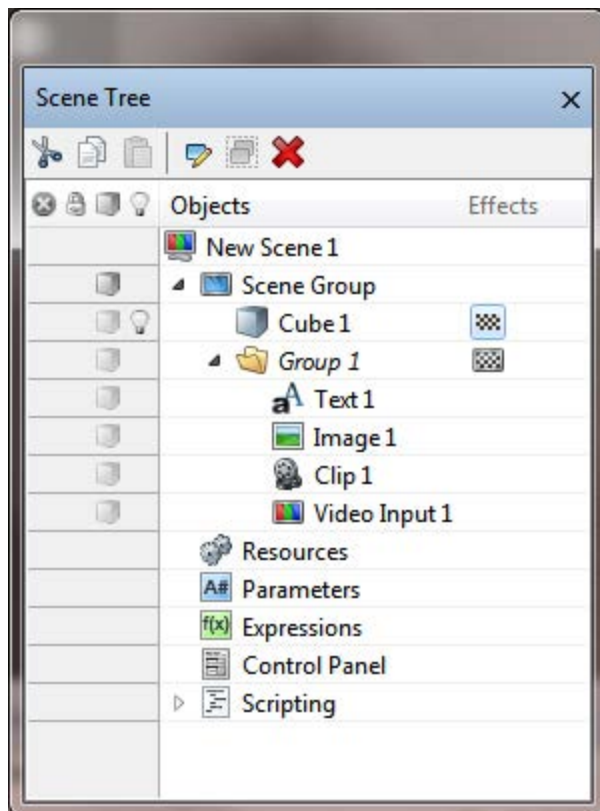 Scene Tree
Objects Effects
New Scene 1
Scene Group
Cube 1
Group 1
aA Text 1
Image 1
Clip 1
Video Input 1
Resources
A# Parameters
f(x) Expressions
Control Panel
Scripting